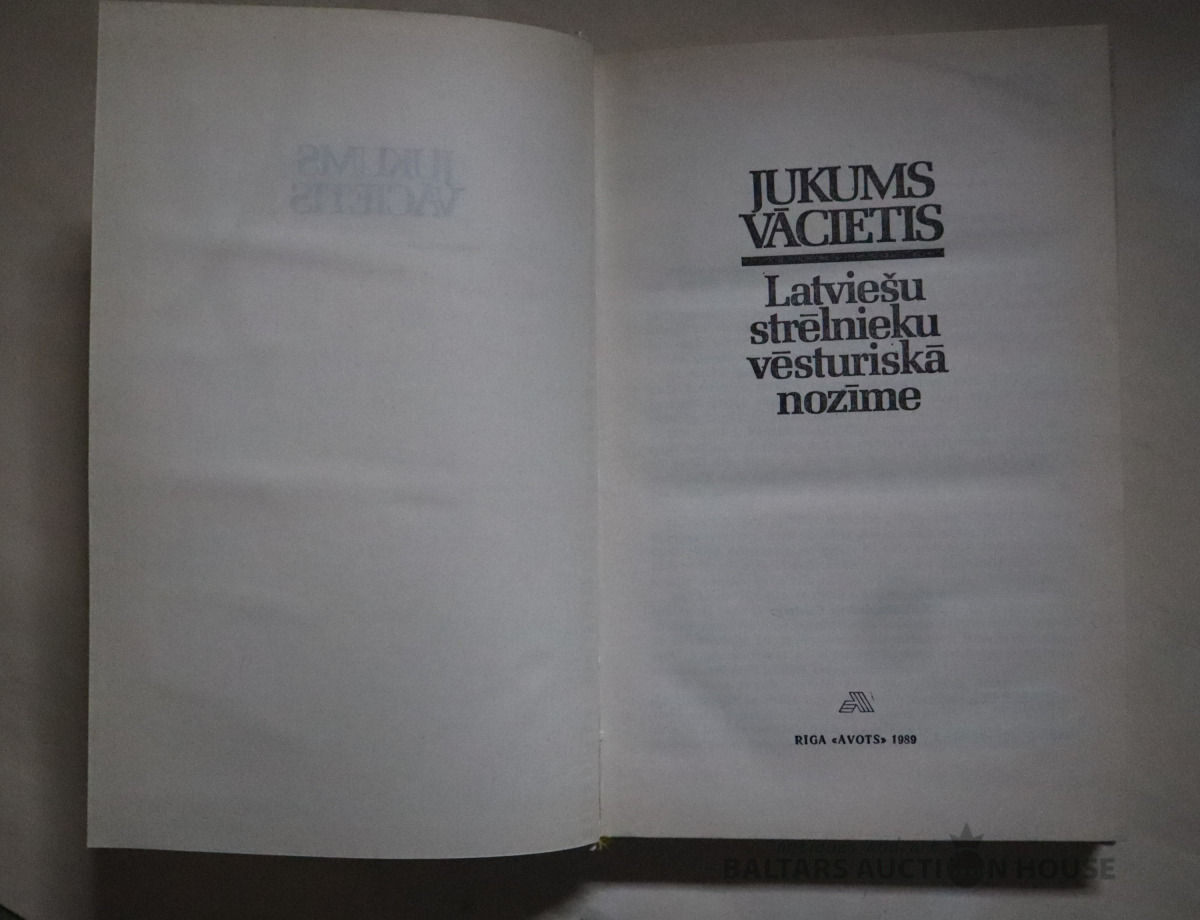 JUKUMS
VĀCIETIS
Latviešu
strēlnieku
vēsturiskā
nozīme
RIGA «AVOTS» 1989
BALTARS AUCTION HOUSE